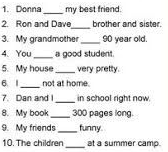 1. Donna ____ my best friend.
2. Ron and Dave ____ brother and sister.
3. My grandmother ____ 90 year old.
4. You ____ a good student.
5. My house ____ very pretty.
6. I ____ not at home.
7. Dan and I ____ in school right now.
8. My book ____ 300 pages long.
9. My friends ____ funny.
10. The children ____ at a summer camp.